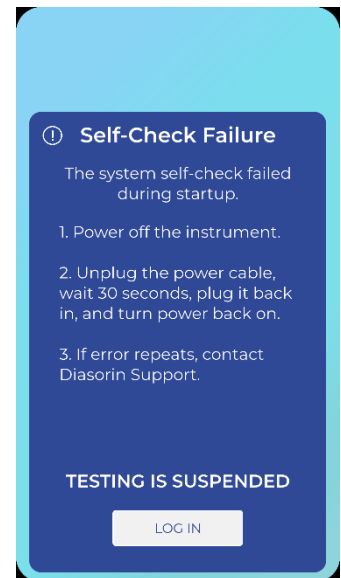 Self-Check Failure
The system self-check failed
during startup.
1. Power off the instrument.
2. Unplug the power cable,
wait 30 seconds, plug it back
in, and turn power back on.
3. If error repeats, contact
Diasorin Support.
TESTING IS SUSPENDED
LOG IN